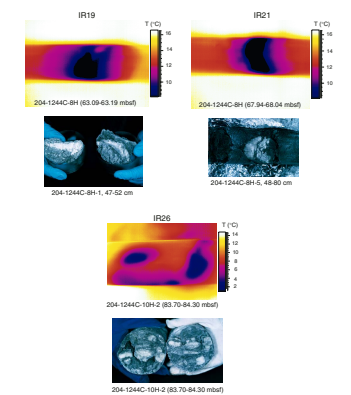 IR19
T (°C)
16
14
12
10
204-1244C-8H (63.09-63.19 mbsf)
204-1244C-8H-1, 47-52 cm
IR21
T (°C)
16
14
12
10
8
204-1244C-8H (67.94-68.04 mbsf)
204-1244C-8H-5, 48-80 cm
IR26
T (°C)
14
12
10
8
6
4
2
204-1244C-10H-2 (83.70-84.30 mbsf)
204-1244C-10H-2 (83.70-84.30 mbsf)